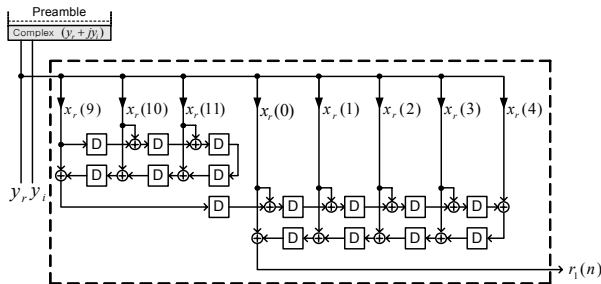 Preamble
Complex (y_r + jy_i)
x_r(9) x_r(10) x_r(11) x_r(0) x_r(1) x_r(2) x_r(3) x_r(4)
D D D
D D D
y_r y_i
D D D D D
D D D D
r_1(n)